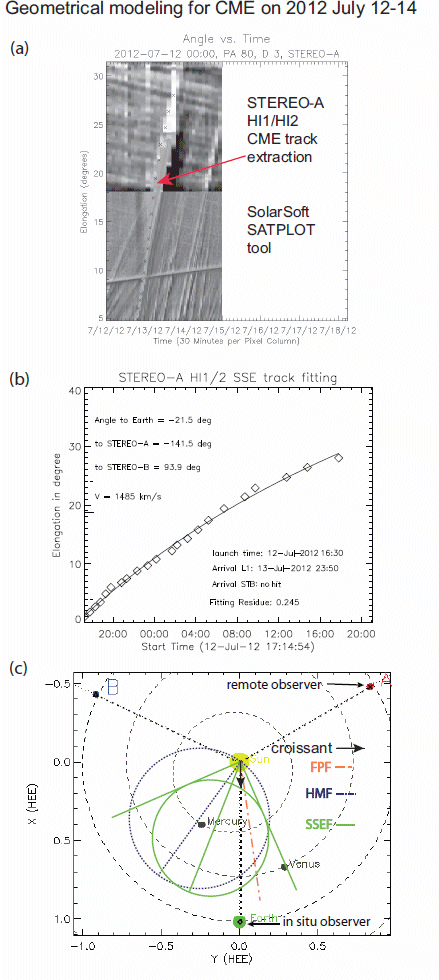 Geometrical modeling for CME on 2012 July 12-14
(a)
Angle vs. Time
2012-07-12 00:00, PA 80, D 3, STEREO-A
Elongation (degrees)
30
25
20
15
10
5
STEREO-A
HI1/HI2
CME track
extraction
SolarSoft
SATPLOT
tool
7/12/12 7/13/12 7/14/12 7/15/12 7/16/12 7/17/12 7/18/12
Time (30 Minutes per Pixel Column)
(b)
STEREO-A HI1/2 SSE track fitting
Elongation in degree
40
30
20
10
0
Angle to Earth = -21.5 deg
to STEREO-A = -141.5 deg
to STEREO-B = 93.9 deg
V = 1485 km/s
launch time: 12-Jul-2012 16:30
Arrival L1: 13-Jul-2012 23:50
Arrival STB: no hit
Fitting Residue: 0.245
20:00 00:00 04:00 08:00 12:00 16:00 20:00
Start Time (12-Jul-12 17:14:54)
(c)
X (HEE)
-0.5
0.0
0.5
1.0
B
A
remote observer
Sun
croissant
FPF
HMF
SSEF
Mercury
Venus
Earth
in situ observer
-1.0 -0.5 0.0 0.5
Y (HEE)